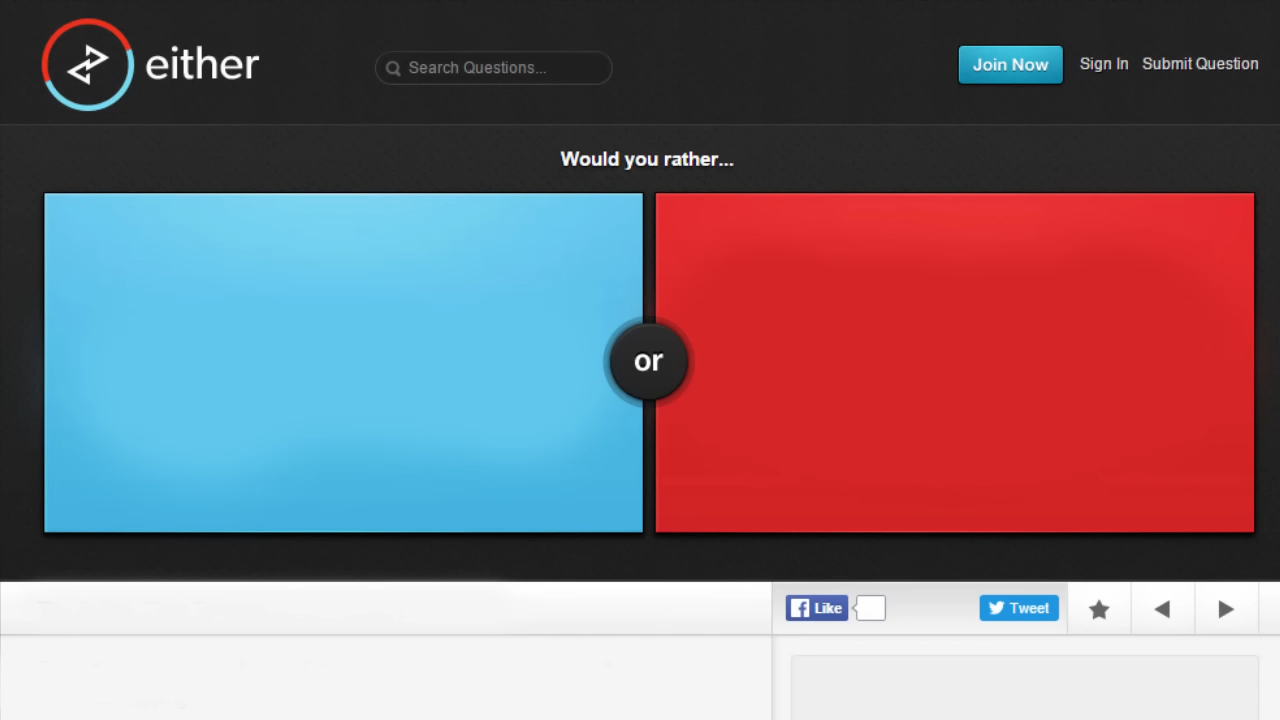 either
Search Questions...
Join Now
Sign In
Submit Question
Would you rather...
or
Like
Tweet